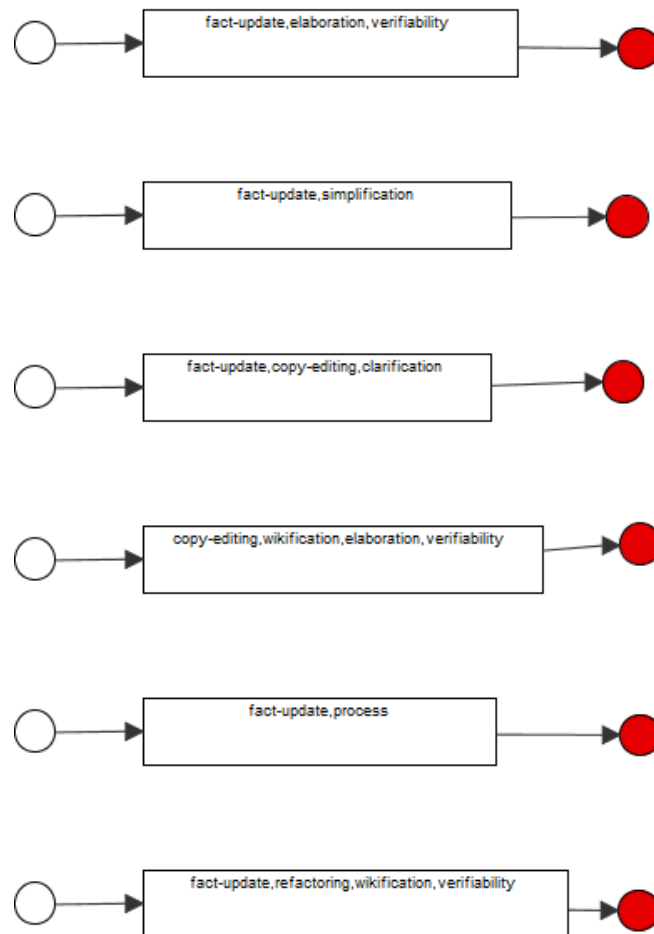 fact-update,elaboration,verifiability
fact-update,simplification
fact-update,copy-editing,clarification
copy-editing,wikification,elaboration,verifiability
fact-update,process
fact-update,refactoring,wikification,verifiability